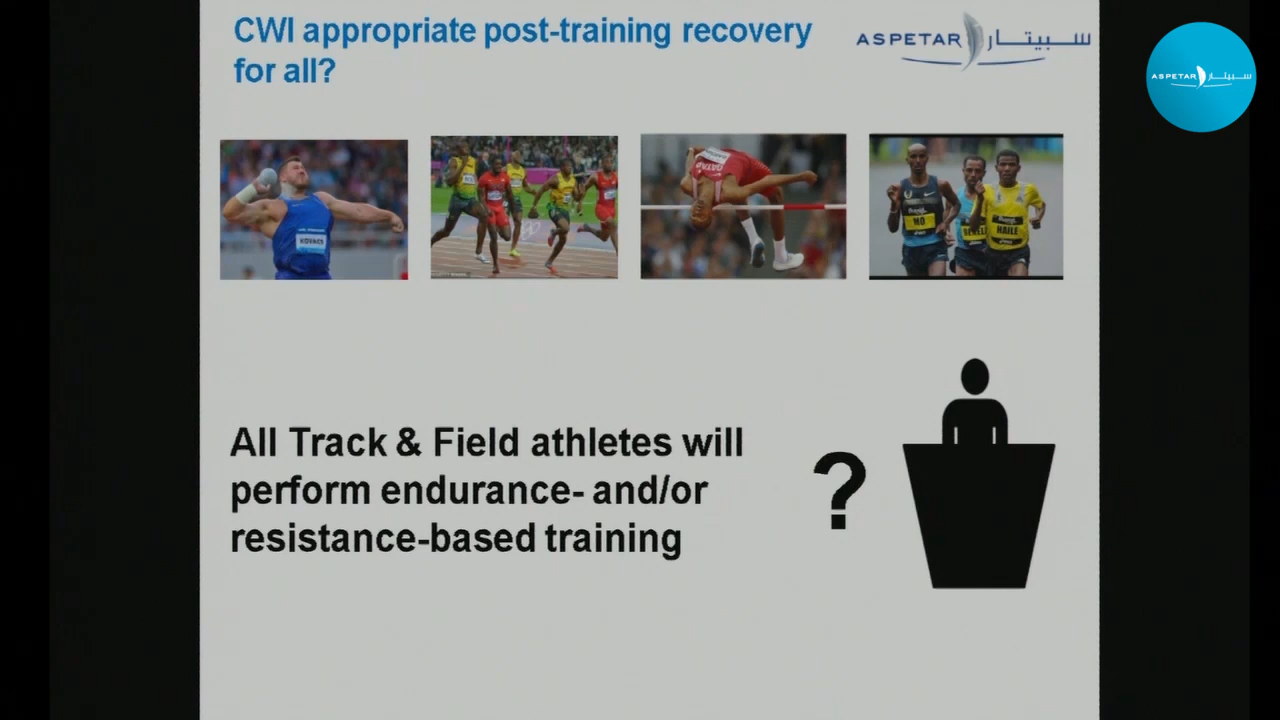 CWI appropriate post-training recovery
for all?
ASPETAR سبيتار
ASPETAR سبيتار
KOVACS
QATAR
MO
HAILE
All Track & Field athletes will
perform endurance- and/or
resistance-based training
?